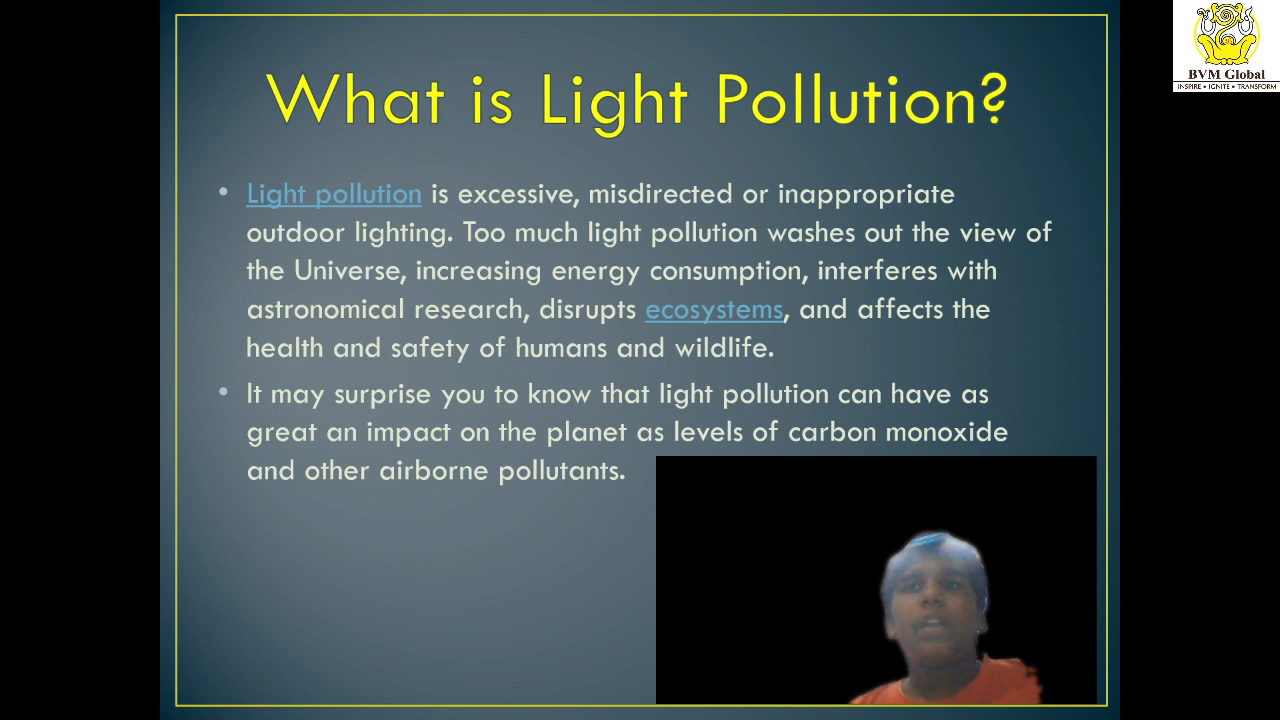 What is Light Pollution?
• Light pollution is excessive, misdirected or inappropriate
outdoor lighting. Too much light pollution washes out the view of
the Universe, increasing energy consumption, interferes with
astronomical research, disrupts ecosystems, and affects the
health and safety of humans and wildlife.
• It may surprise you to know that light pollution can have as
great an impact on the planet as levels of carbon monoxide
and other airborne pollutants.
BVM Global
INSPIRE • IGNITE • TRANSFORM